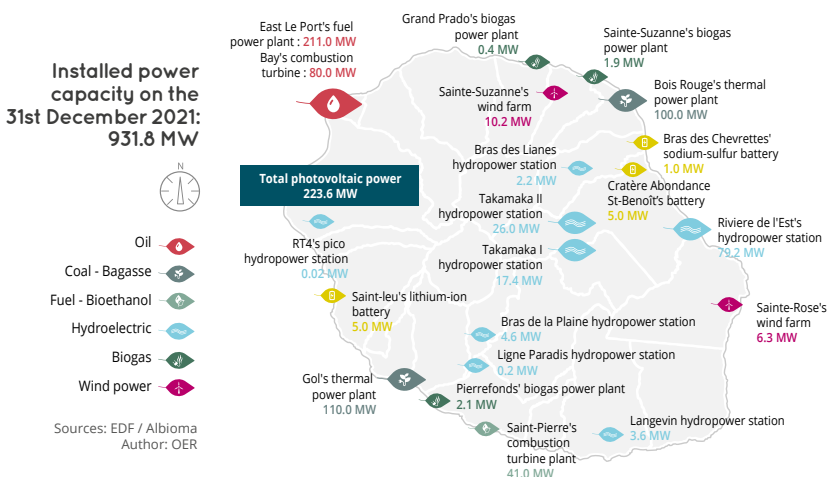 Installed power
capacity on the
31st December 2021:
931.8 MW
N
Oil
Coal - Bagasse
Fuel - Bioethanol
Hydroelectric
Biogas
Wind power
Sources: EDF / Albioma
Author: OER
East Le Port's fuel
power plant : 211.0 MW
Bay's combustion
turbine : 80.0 MW
Grand Prado's biogas
power plant
0.4 MW
Sainte-Suzanne's biogas
power plant
1.9 MW
Sainte-Suzanne's
wind farm
10.2 MW
Bois Rouge's thermal
power plant
100.0 MW
Bras des Chevrettes'
sodium-sulfur battery
1.0 MW
Bras des Lianes
hydropower station
2.2 MW
Cratère Abondance
St-Benoît's battery
5.0 MW
Total photovoltaic power
223.6 MW
Takamaka II
hydropower station
26.0 MW
Riviere de l'Est's
hydropower station
79.2 MW
RT4's pico
hydropower station
0.02 MW
Takamaka I
hydropower station
17.4 MW
Saint-leu's lithium-ion
battery
5.0 MW
Sainte-Rose's
wind farm
6.3 MW
Bras de la Plaine hydropower station
4.6 MW
Ligne Paradis hydropower station
0.2 MW
Gol's thermal
power plant
110.0 MW
Pierrefonds' biogas power plant
2.1 MW
Saint-Pierre's
combustion
turbine plant
41.0 MW
Langevin hydropower station
3.6 MW